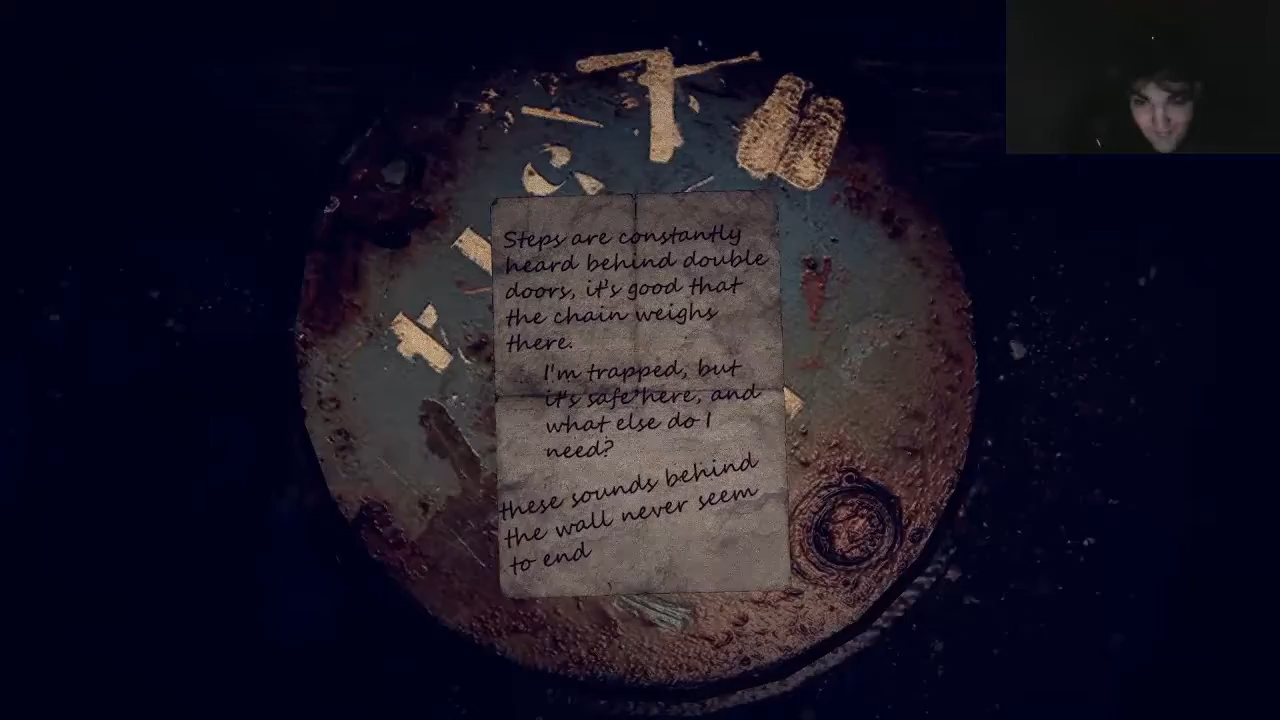 Steps are constantly
heard behind double
doors, it's good that
the chain weighs
there.
I'm trapped, but
it's safe here, and
what else do I
need?
these sounds behind
the wall never seem
to end